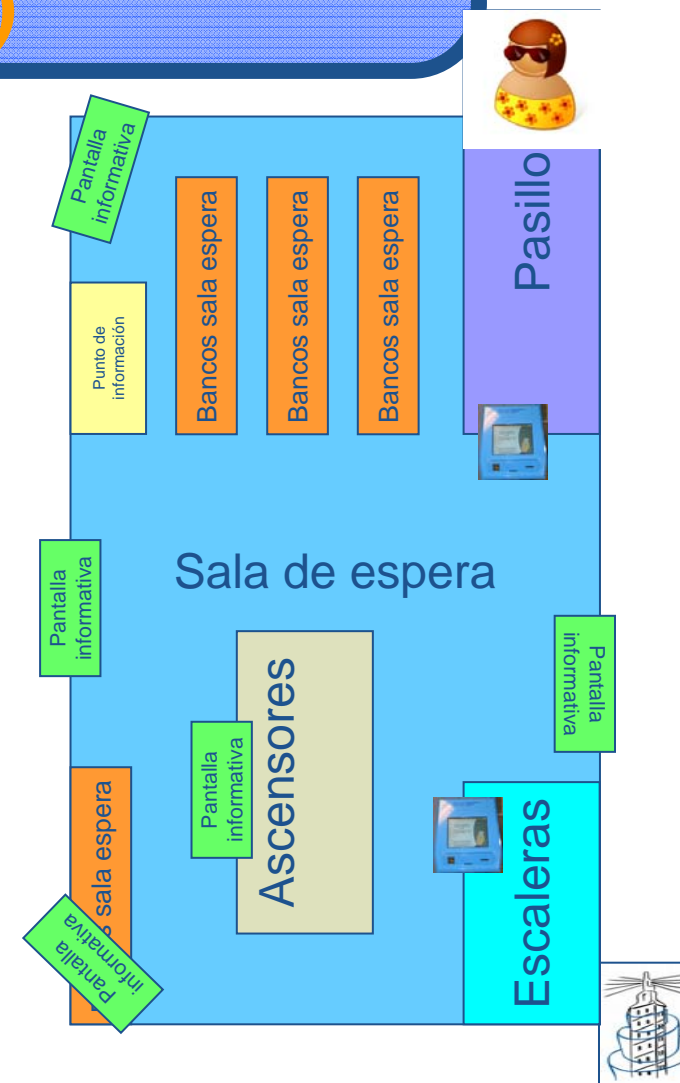 Pantalla
informativa
Pasillo
Bancos sala espera
Bancos sala espera
Bancos sala espera
Punto de
información
Sala de espera
Pantalla
informativa
Pantalla
informativa
Ascensores
Pantalla
informativa
sala espera
Pantalla
informativa
Escaleras